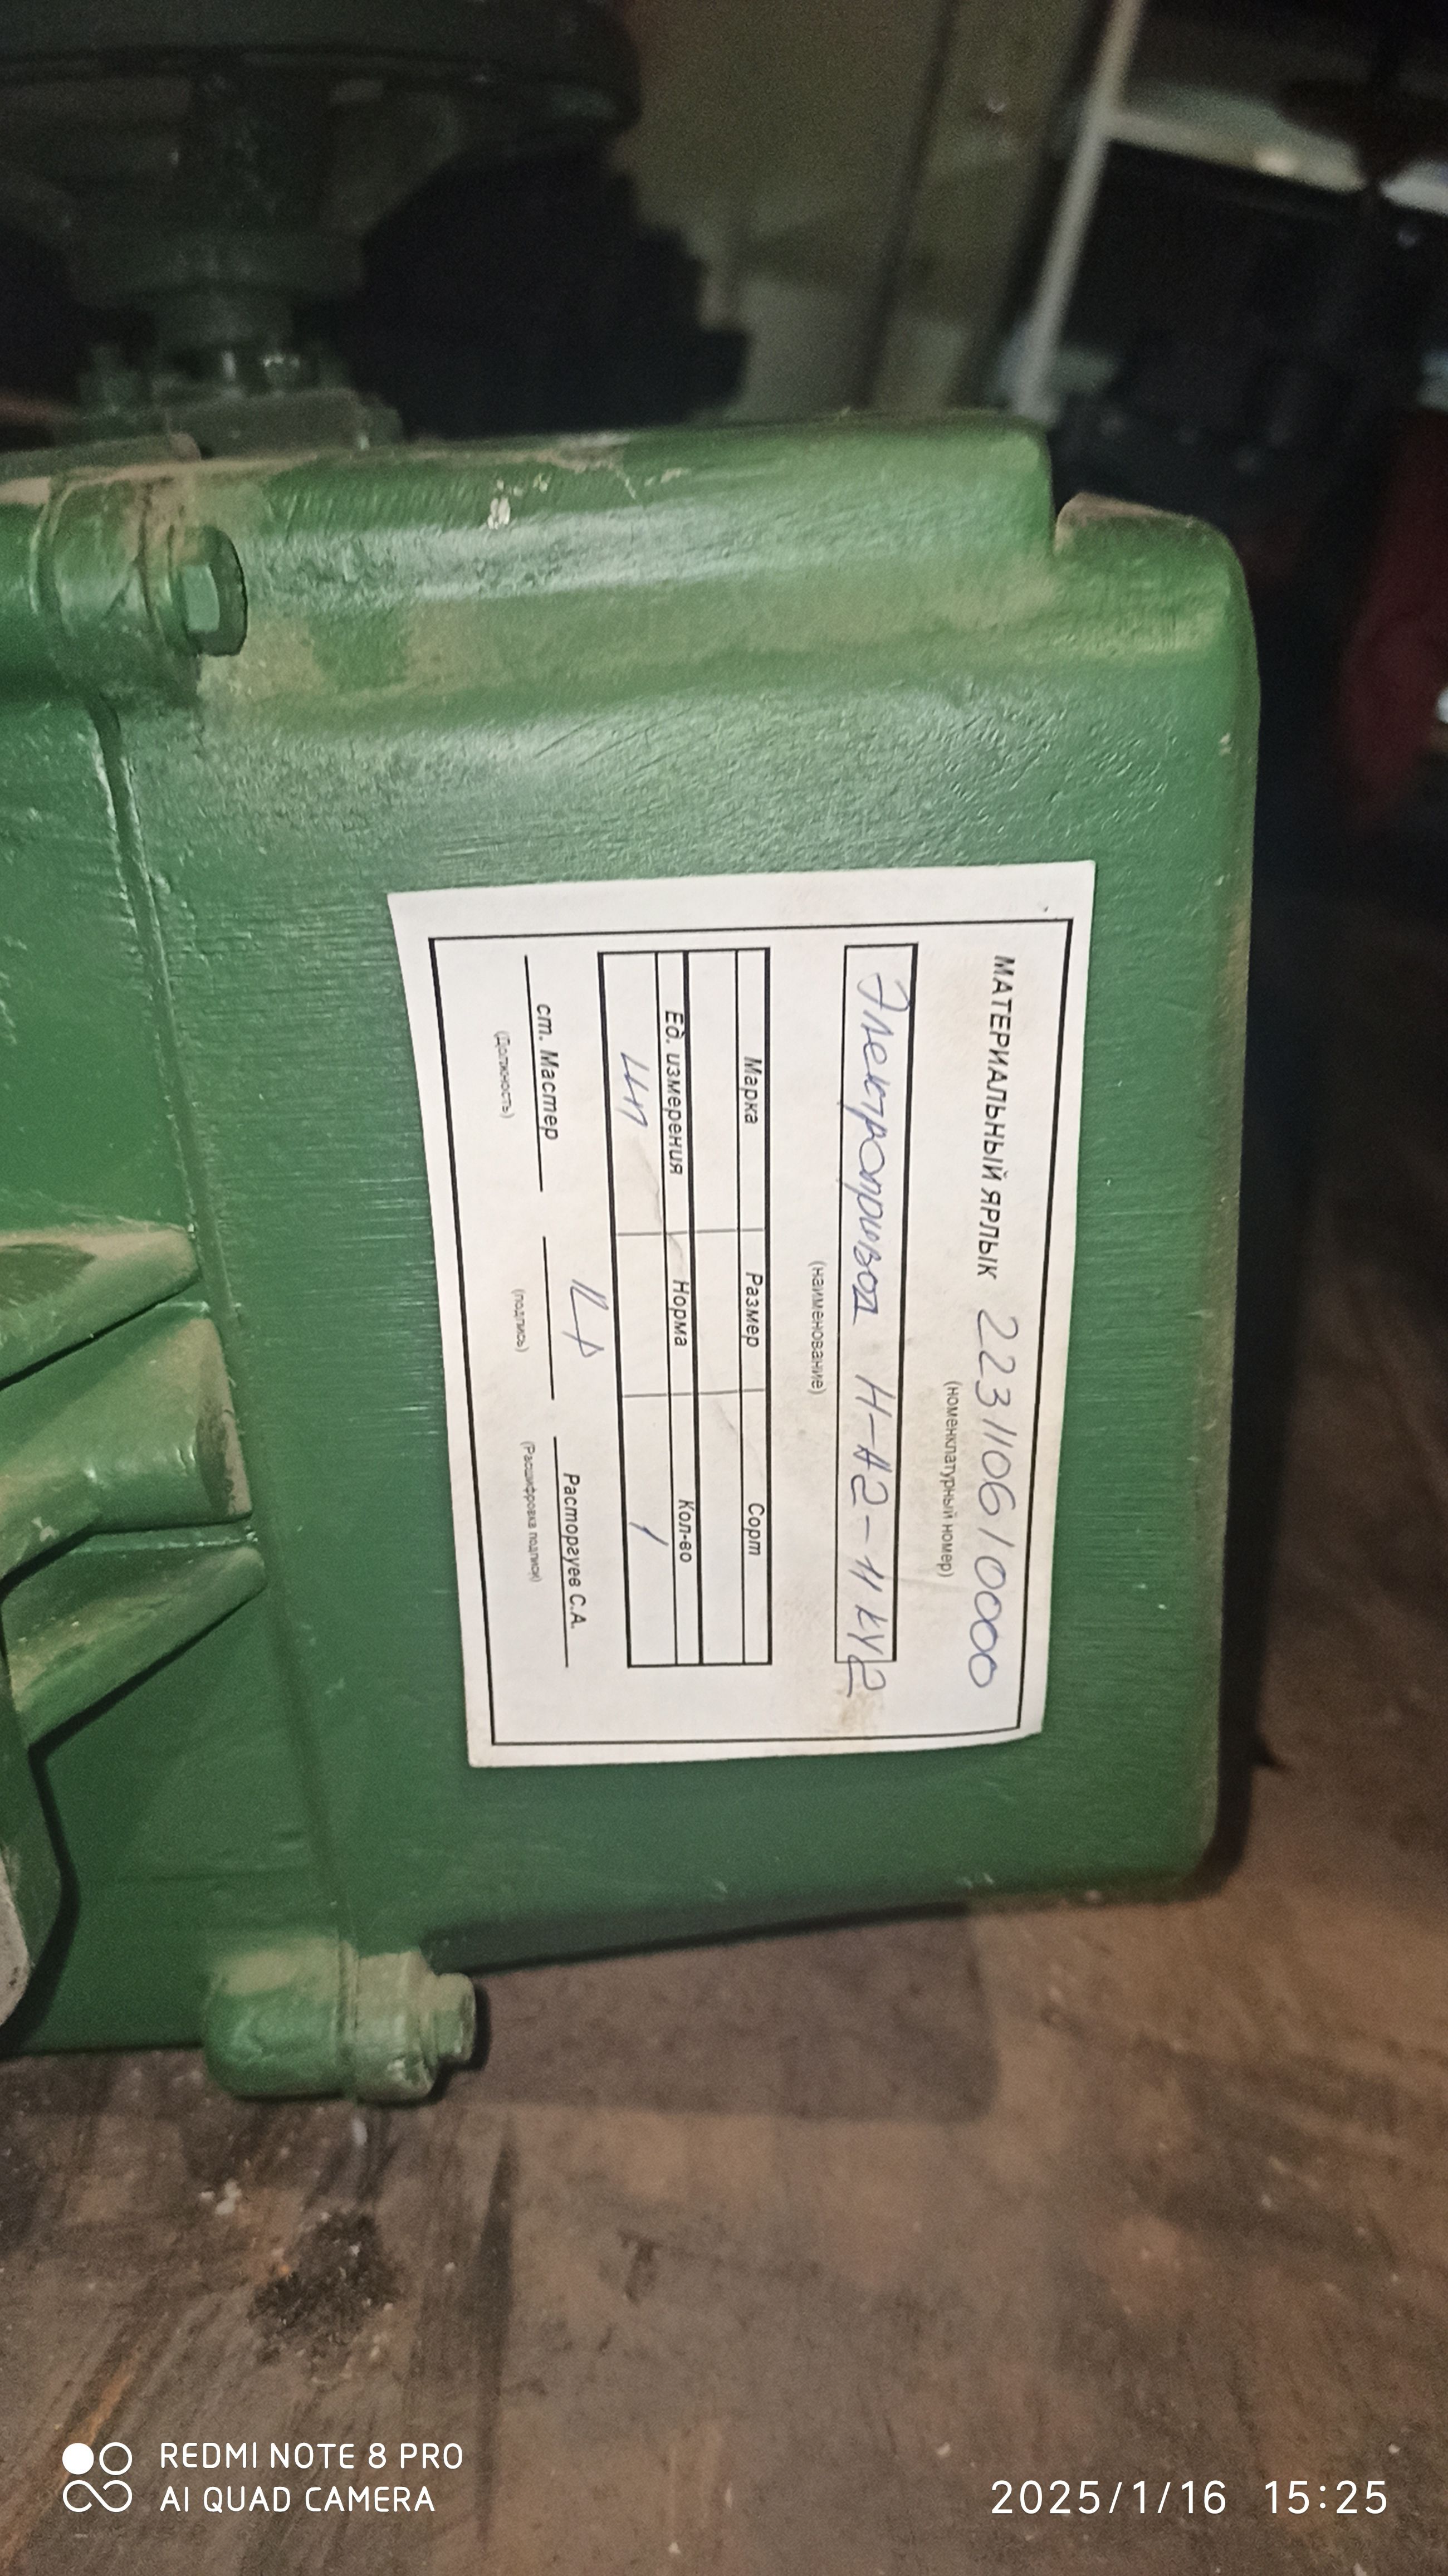 МАТЕРИАЛЬНЫЙ ЯРЛЫК 223110610000
(номенклатурный номер)
Электропривод Н-А2-11 КУ2
(наименование)
Марка Размер Сорт
Ед. измерения Норма Кол-во
шт 1
ст. Мастер Расторгуев С.А.
(Должность) (подпись) (Расшифровка подписи)
REDMI NOTE 8 PRO
AI QUAD CAMERA
2025/1/16 15:25